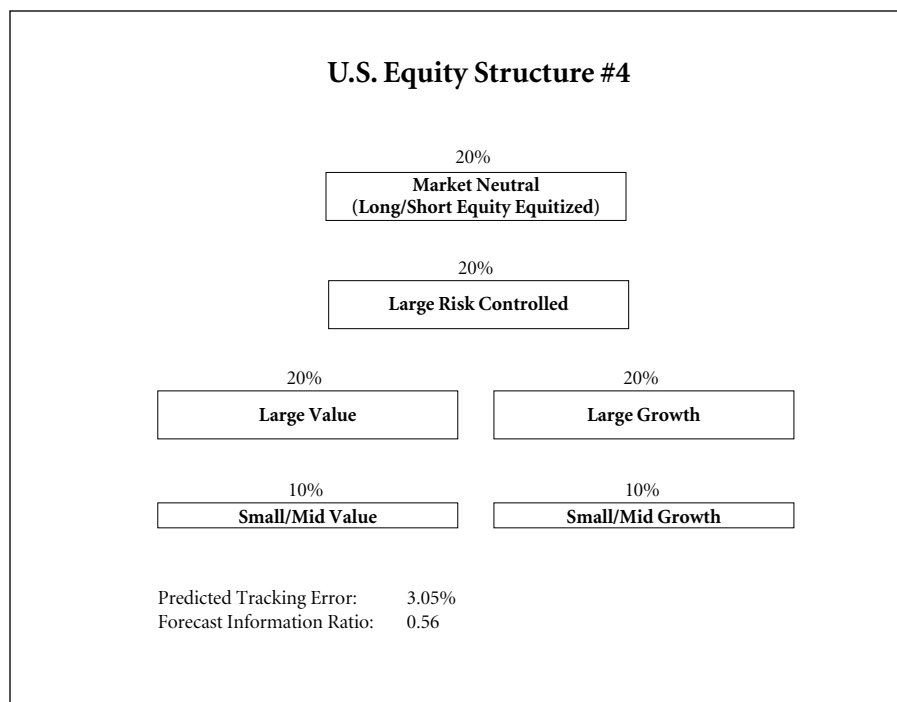 U.S. Equity Structure #4
20%
Market Neutral
(Long/Short Equity Equitized)
20%
Large Risk Controlled
20%
20%
Large Value
Large Growth
10%
10%
Small/Mid Value
Small/Mid Growth
Predicted Tracking Error: 3.05%
Forecast Information Ratio: 0.56